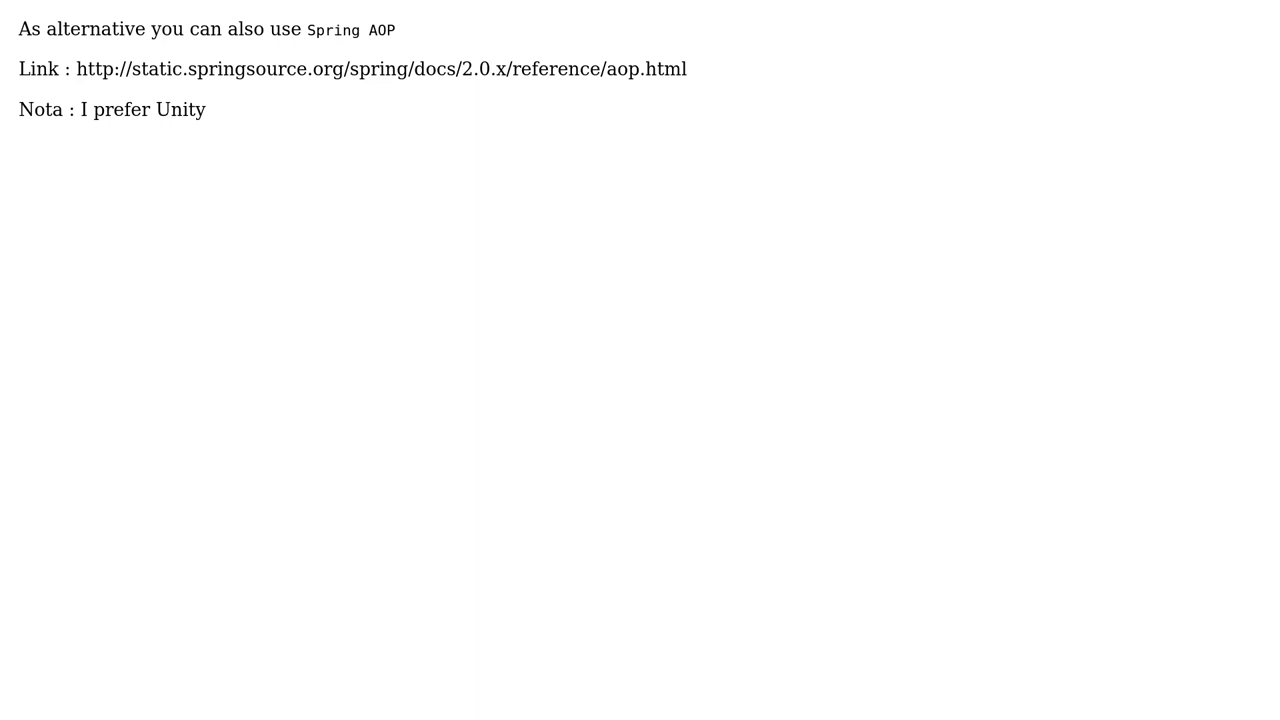 As alternative you can also use Spring AOP
Link : http://static.springsource.org/spring/docs/2.0.x/reference/aop.html
Nota : I prefer Unity